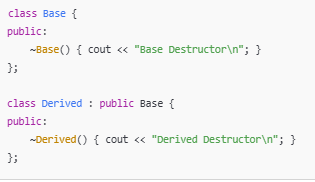 class Base {
public:
    ~Base() { cout << "Base Destructor\n"; }
};

class Derived : public Base {
public:
    ~Derived() { cout << "Derived Destructor\n"; }
};